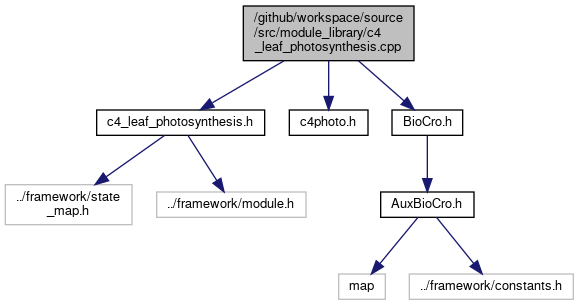 /github/workspace/source
/src/module_library/c4
_leaf_photosynthesis.cpp
c4_leaf_photosynthesis.h
c4photo.h
BioCro.h
../framework/state
_map.h
../framework/module.h
AuxBioCro.h
map
../framework/constants.h